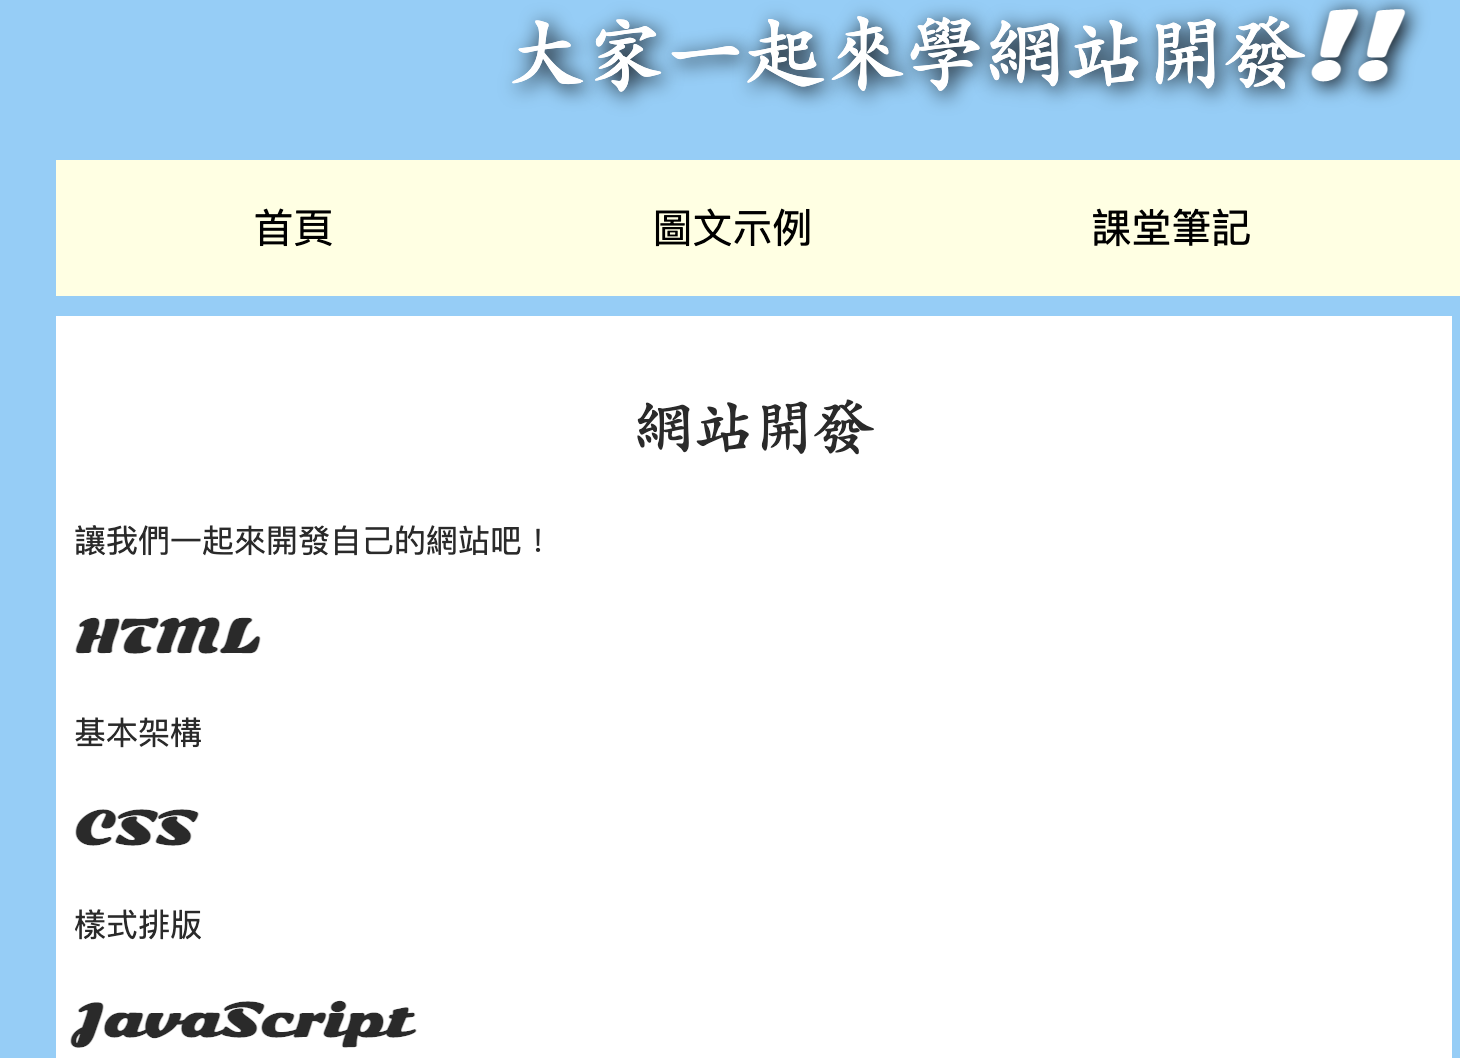 大家一起來學網站開發!!
首頁 圖文示例 課堂筆記
網站開發
讓我們一起來開發自己的網站吧！
HTML
基本架構
CSS
樣式排版
JavaScript